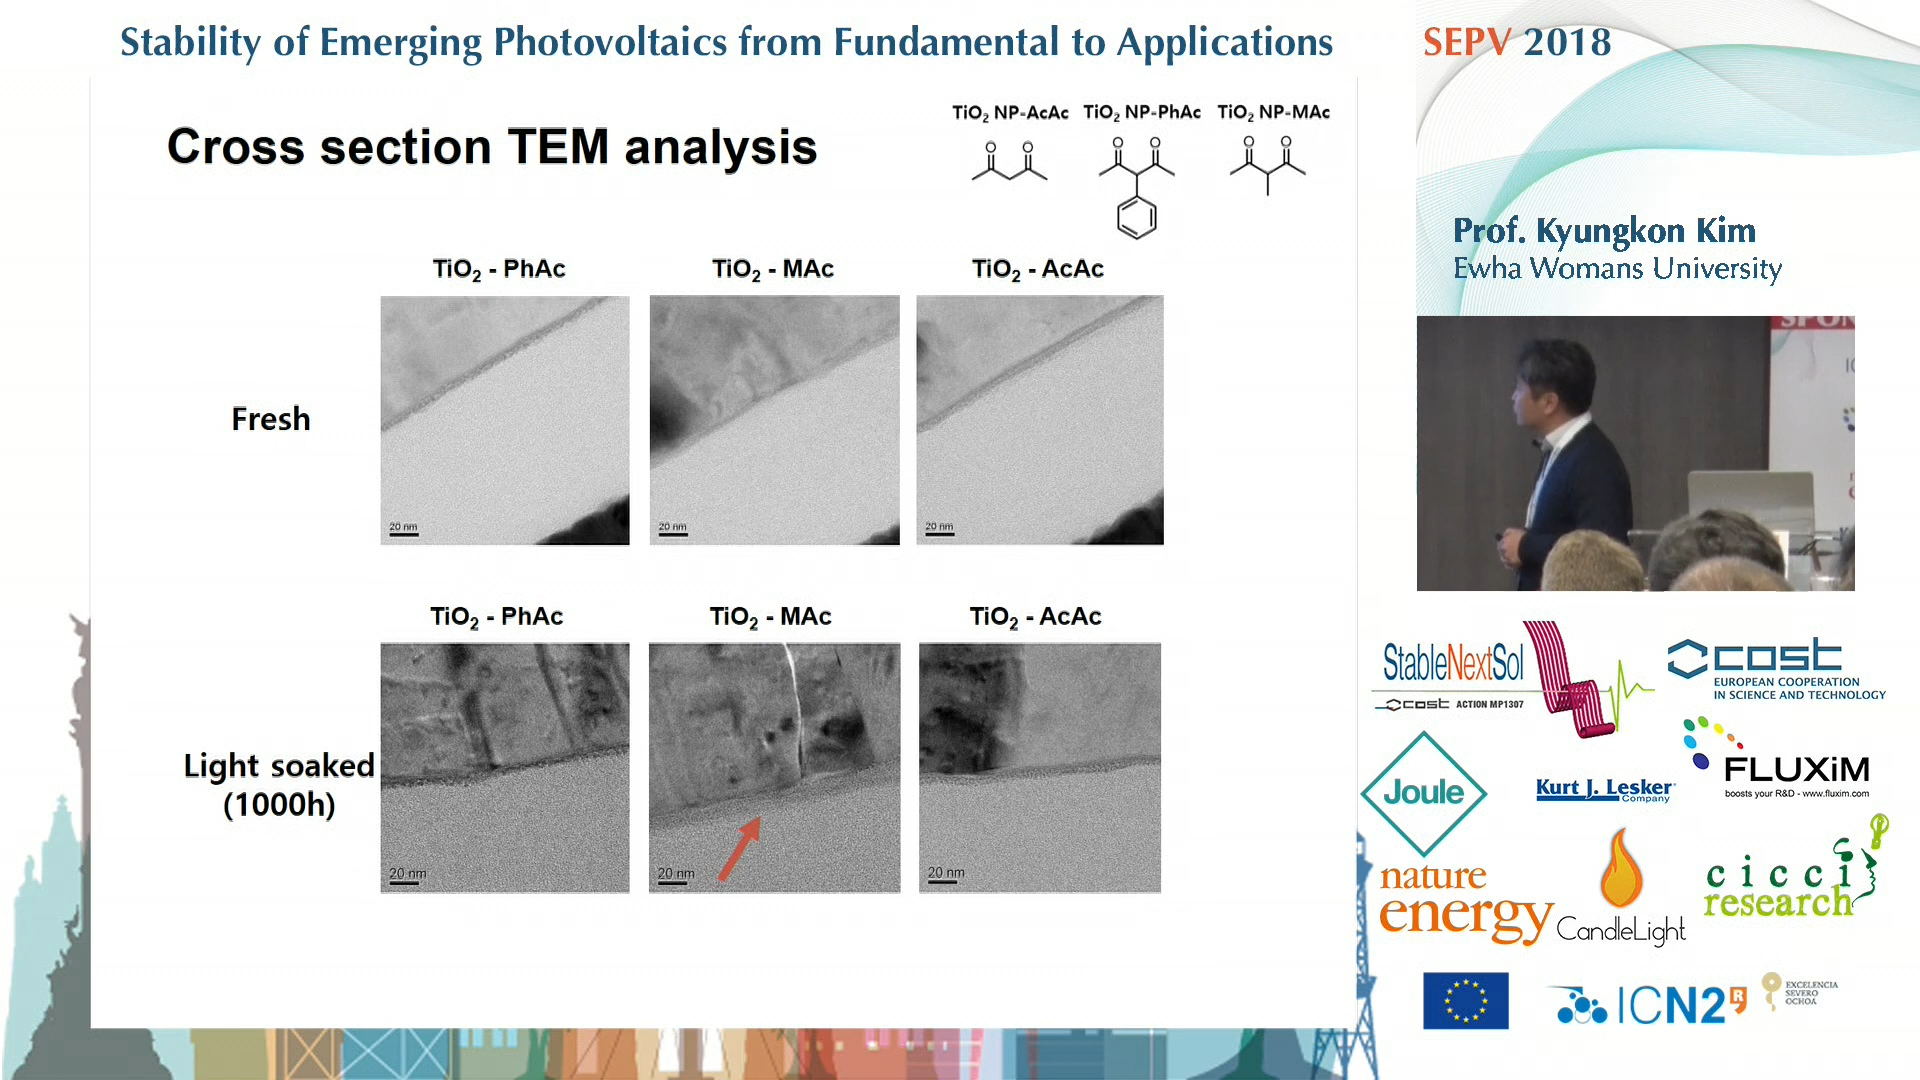 Stability of Emerging Photovoltaics from Fundamental to Applications
SEPV 2018
Cross section TEM analysis
TiO₂ NP-AcAc
TiO₂ NP-PhAc
TiO₂ NP-MAc
O O
O O
O O
Prof. Kyungkon Kim
Ewha Womans University
TiO₂ - PhAc
TiO₂ - MAc
TiO₂ - AcAc
Fresh
20 nm
20 nm
20 nm
TiO₂ - PhAc
TiO₂ - MAc
TiO₂ - AcAc
Light soaked
(1000h)
20 nm
20 nm
20 nm
StableNextSol
cost ACTION MP1307
cost
EUROPEAN COOPERATION
IN SCIENCE AND TECHNOLOGY
Joule
Kurt J. Lesker
Company
FLUXiM
boosts your R&D - www.fluxim.com
nature
energy
CandleLight
cicci
research
ICN2
EXCELENCIA
SEVERO
OCHOA